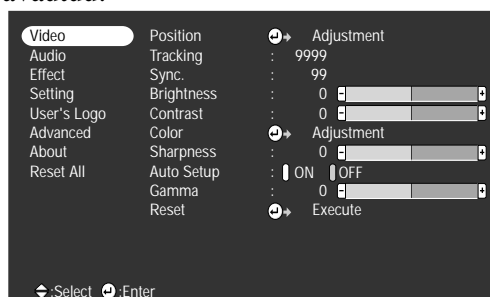 Video Position Adjustment
Audio Tracking : 9999
Effect Sync. : 99
Setting Brightness : 0 - +
User's Logo Contrast : 0 - +
Advanced Color Adjustment
About Sharpness : 0 - +
Reset All Auto Setup : ON OFF
Gamma : 0 - +
Reset Execute
:Select :Enter